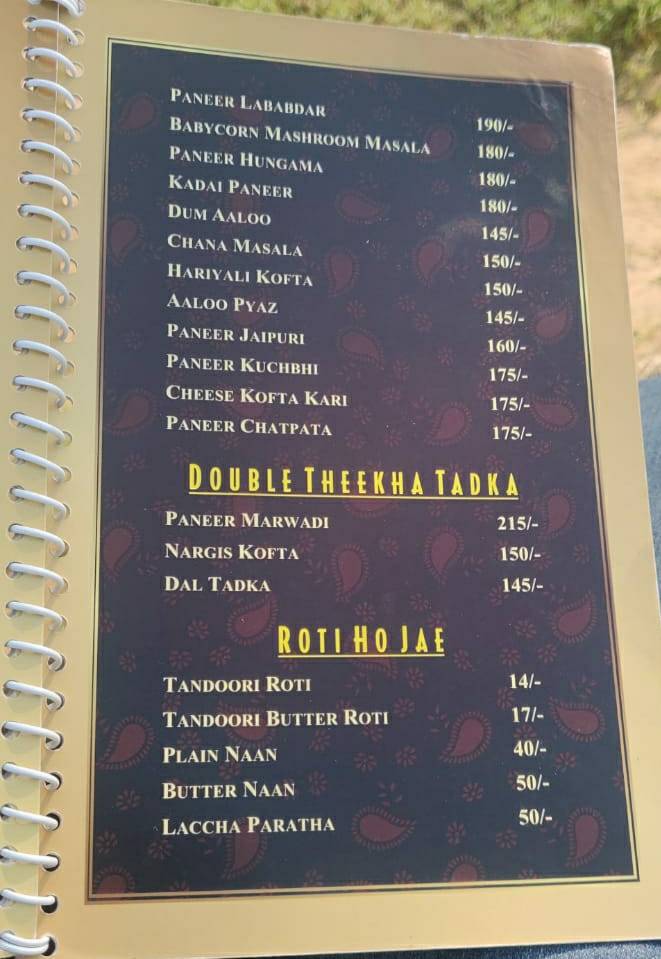 PANEER LABABDAR 190/-
BABYCORN MASHROOM MASALA 180/-
PANEER HUNGAMA 180/-
KADAI PANEER 180/-
DUM AALOO 145/-
CHANA MASALA 150/-
HARIYALI KOFTA 150/-
AALOO PYAZ 145/-
PANEER JAIPURI 160/-
PANEER KUCHBHI 175/-
CHEESE KOFTA KARI 175/-
PANEER CHATPATA 175/-
DOUBLE THEEKHA TADKA
PANEER MARWADI 215/-
NARGIS KOFTA 150/-
DAL TADKA 145/-
ROTI HO JAE
TANDOORI ROTI 14/-
TANDOORI BUTTER ROTI 17/-
PLAIN NAAN 40/-
BUTTER NAAN 50/-
LACCHA PARATHA 50/-